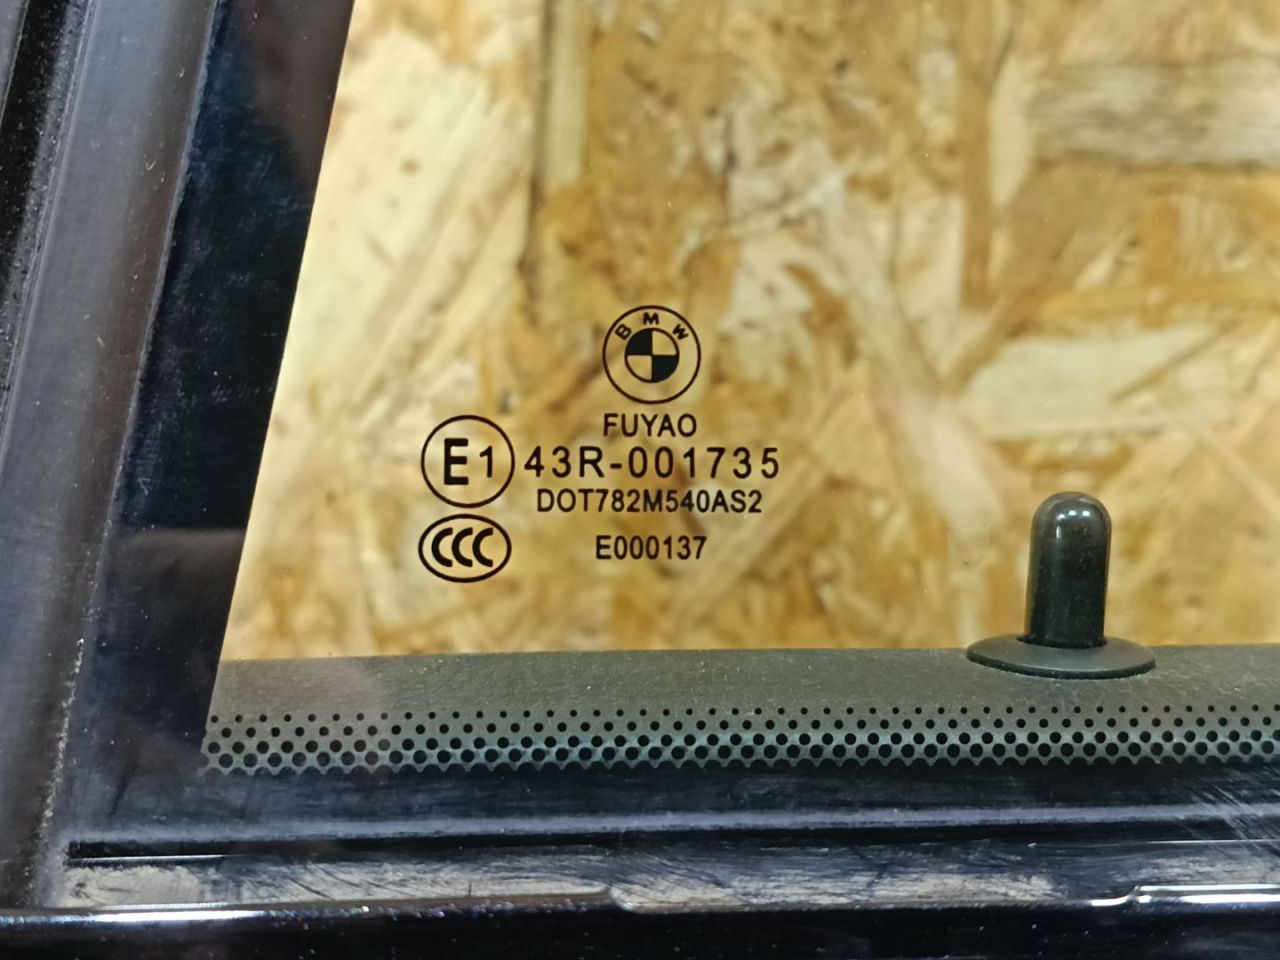 BMW
FUYAO
E1 43R-001735
DOT782M540AS2
CCC E000137